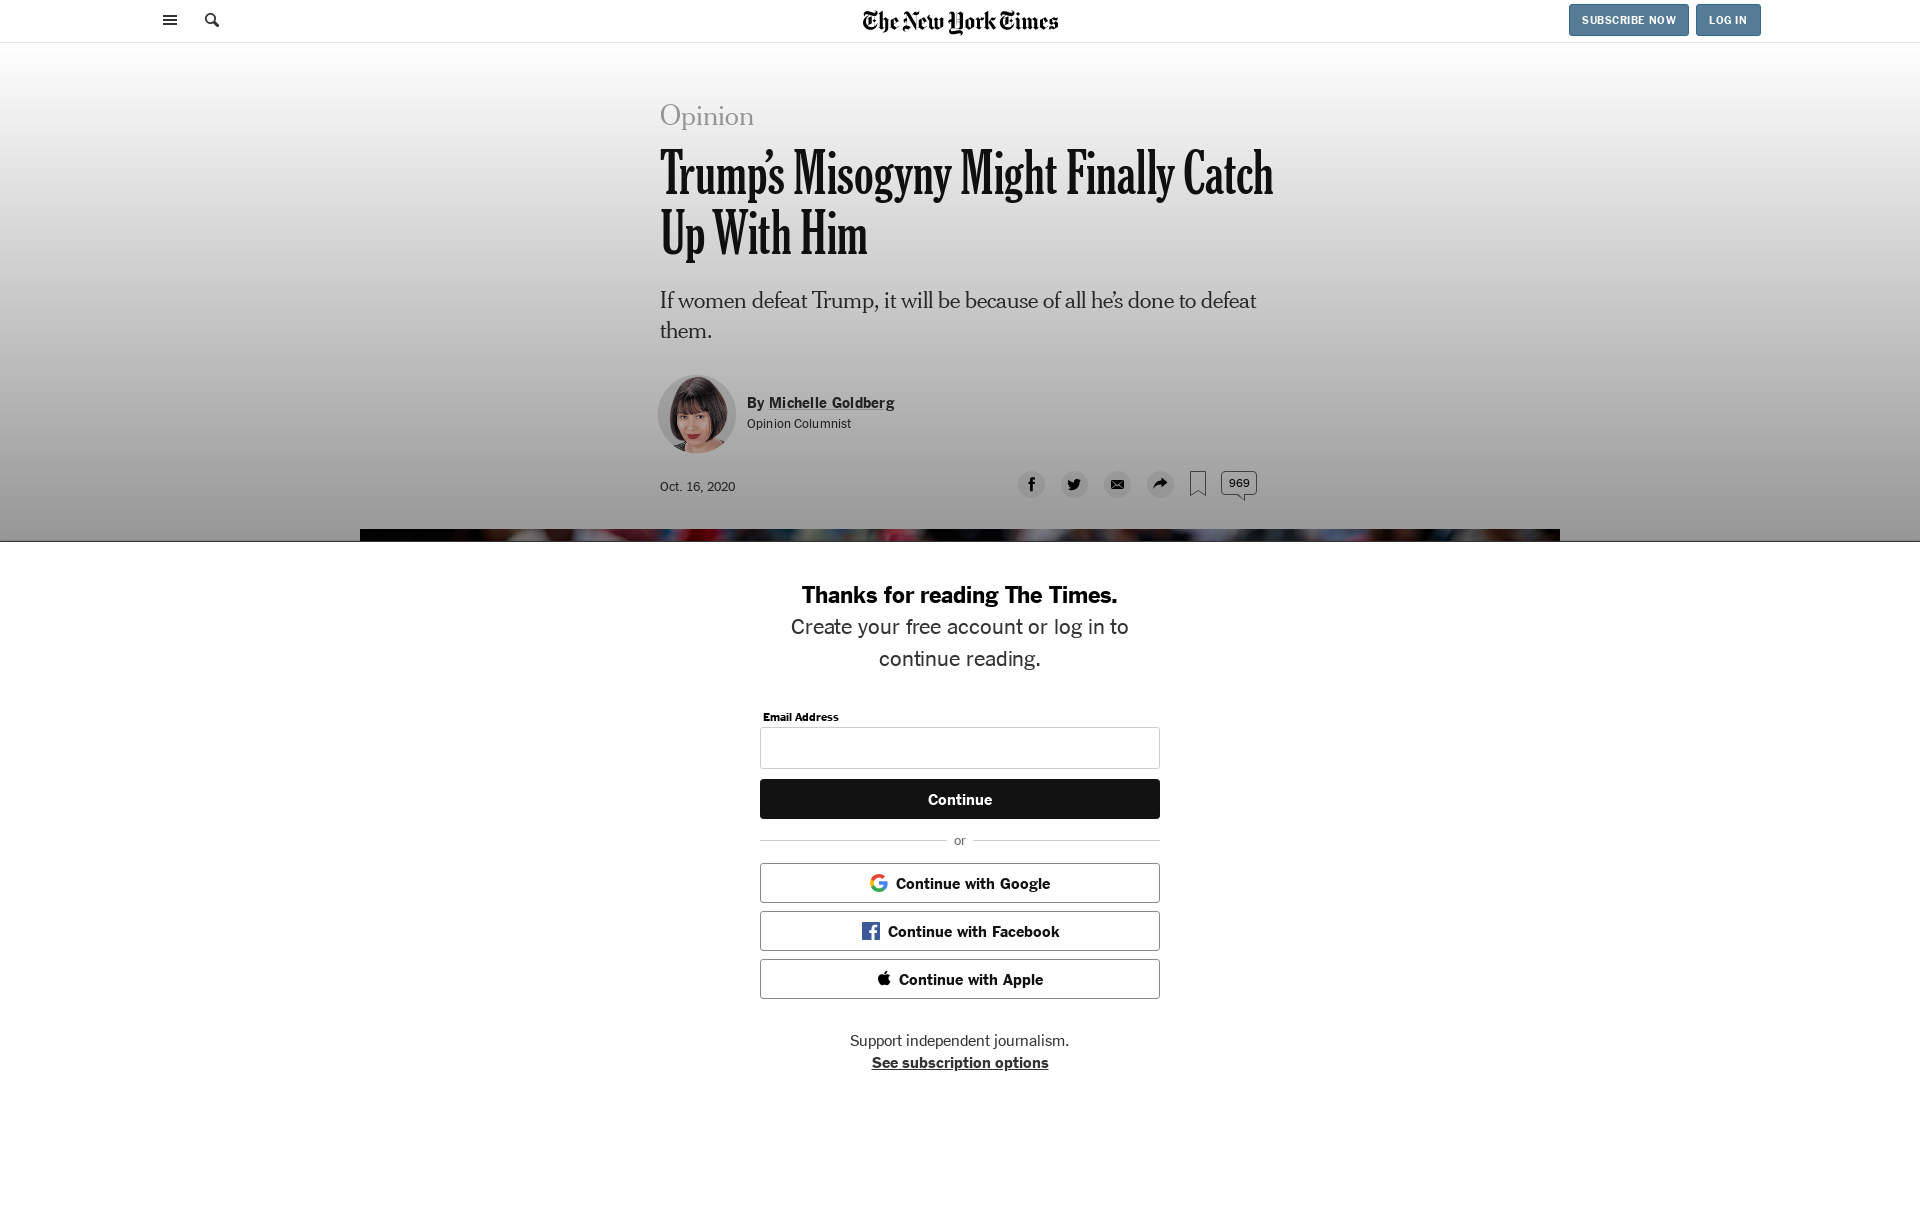 The New York Times
SUBSCRIBE NOW
LOG IN
Opinion
Trump’s Misogyny Might Finally Catch
Up With Him
If women defeat Trump, it will be because of all he’s done to defeat
them.
By Michelle Goldberg
Opinion Columnist
Oct. 16, 2020
969
Thanks for reading The Times.
Create your free account or log in to
continue reading.
Email Address
Continue
or
Continue with Google
Continue with Facebook
Continue with Apple
Support independent journalism.
See subscription options